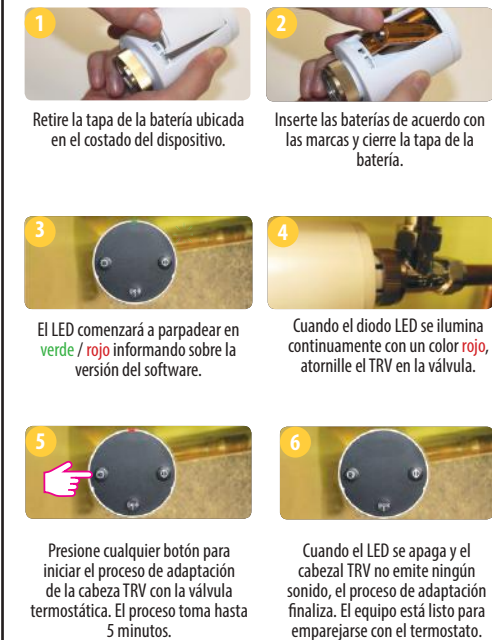 1
Retire la tapa de la batería ubicada
en el costado del dispositivo.
2
Inserte las baterías de acuerdo con
las marcas y cierre la tapa de la
batería.
3
El LED comenzará a parpadear en
verde / rojo informando sobre la
versión del software.
4
Cuando el diodo LED se ilumina
continuamente con un color rojo,
atornille el TRV en la válvula.
5
Presione cualquier botón para
iniciar el proceso de adaptación
de la cabeza TRV con la válvula
termostática. El proceso toma hasta
5 minutos.
6
Cuando el LED se apaga y el
cabezal TRV no emite ningún
sonido, el proceso de adaptación
finaliza. El equipo está listo para
emparejarse con el termostato.